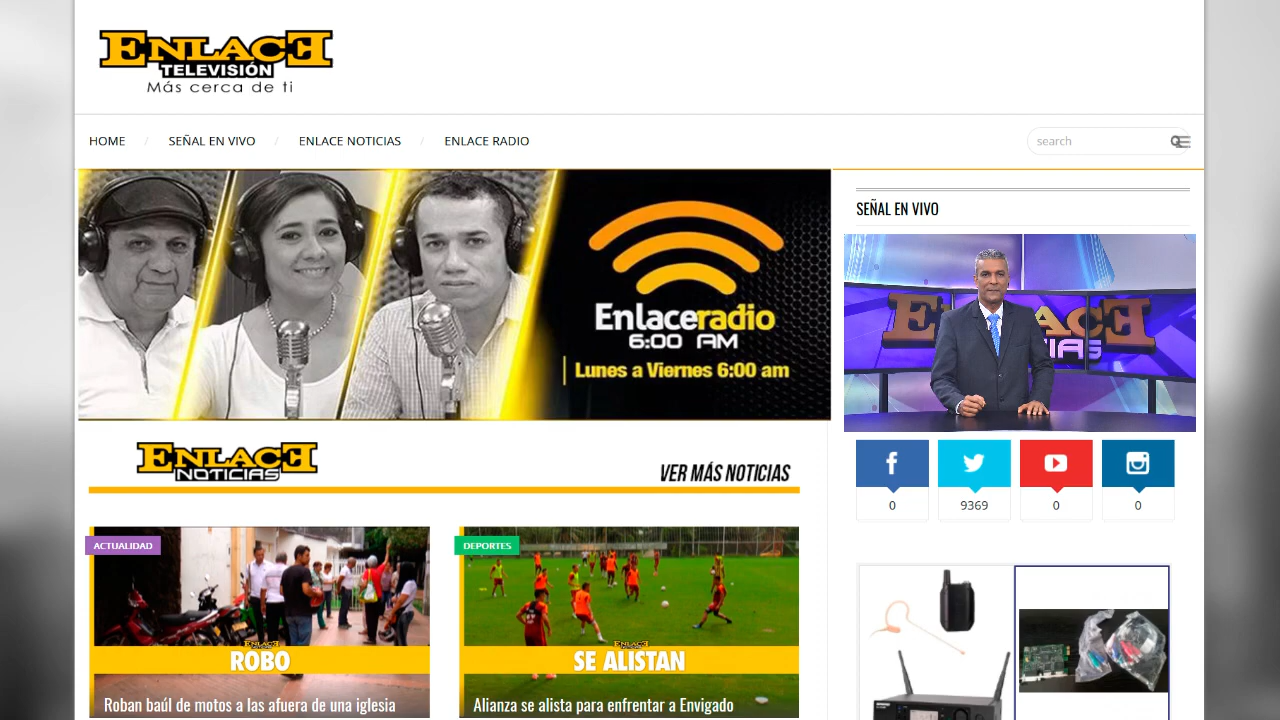 ENLACE
TELEVISIÓN
Más cerca de ti
HOME / SEÑAL EN VIVO / ENLACE NOTICIAS / ENLACE RADIO
search
Enlaceradio
6:00 AM
Lunes a Viernes 6:00 am
SEÑAL EN VIVO
0
9369
0
0
ENLACE
NOTICIAS
VER MÁS NOTICIAS
ACTUALIDAD
ENLACE
ROBO
Roban baúl de motos a las afuera de una iglesia
DEPORTES
ENLACE
SE ALISTAN
Alianza se alista para enfrentar a Envigado